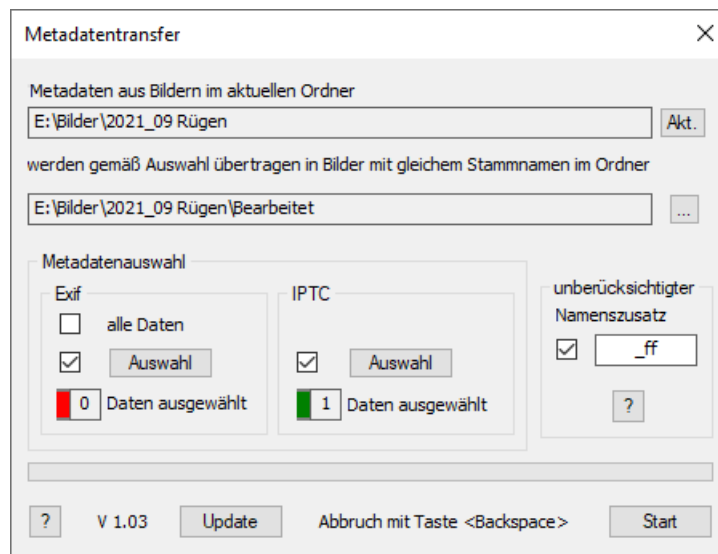 Metadatentransfer
Metadaten aus Bildern im aktuellen Ordner
E:\Bilder\2021_09 Rügen
Akt.
werden gemäß Auswahl übertragen in Bilder mit gleichem Stammnamen im Ordner
E:\Bilder\2021_09 Rügen\Bearbeitet
...
Metadatenauswahl
Exif
alle Daten
Auswahl
0 Daten ausgewählt
IPTC
Auswahl
1 Daten ausgewählt
unberücksichtigter
Namenszusatz
_ff
?
? V 1.03 Update Abbruch mit Taste <Backspace> Start